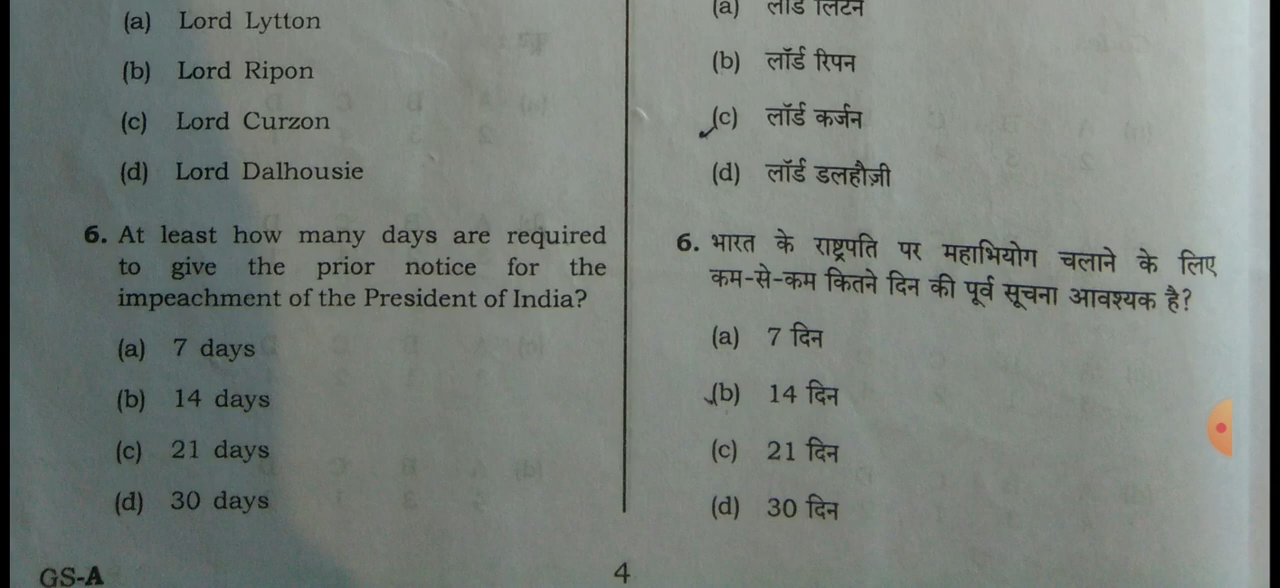 (a) Lord Lytton
(b) Lord Ripon
(c) Lord Curzon
(d) Lord Dalhousie
6. At least how many days are required
to give the prior notice for the
impeachment of the President of India?
(a) 7 days
(b) 14 days
(c) 21 days
(d) 30 days
(a) लॉर्ड लिटन
(b) लॉर्ड रिपन
(c) लॉर्ड कर्जन
(d) लॉर्ड डलहौज़ी
6. भारत के राष्ट्रपति पर महाभियोग चलाने के लिए
कम-से-कम कितने दिन की पूर्व सूचना आवश्यक है?
(a) 7 दिन
(b) 14 दिन
(c) 21 दिन
(d) 30 दिन
GS-A
4